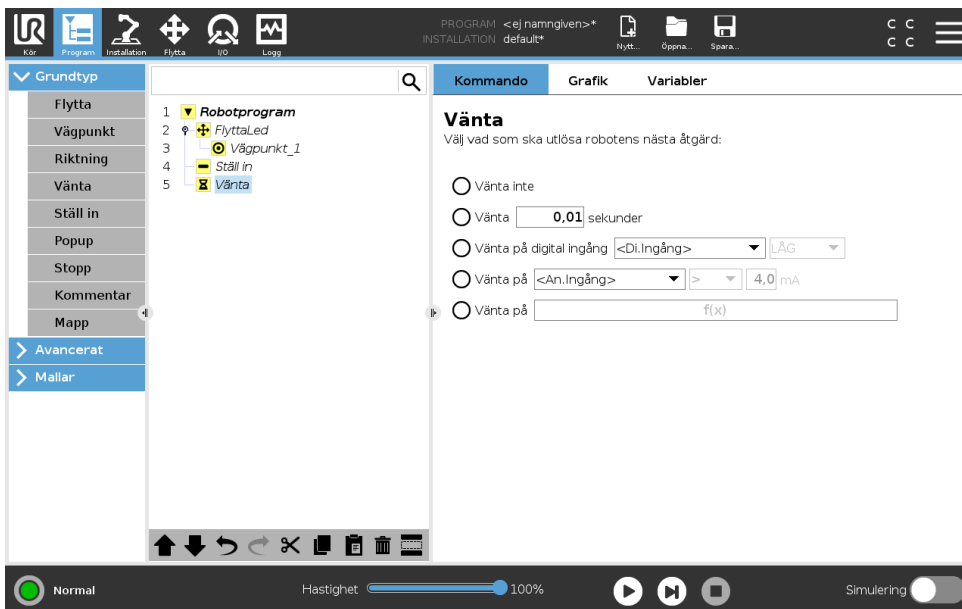 UR
PROGRAM <ej namngiven>*
INSTALLATION default*
Kör Program Installation Flytta I/O Logg Nytt... Öppna... Spara...
C C
C C
Grundtyp
Flytta
Vägpunkt
Riktning
Vänta
Ställ in
Popup
Stopp
Kommentar
Mapp
Avancerat
Mallar
1 Robotprogram
2 FlyttaLed
3 Vägpunkt_1
4 Ställ in
5 Vänta
Kommando Grafik Variabler
Vänta
Välj vad som ska utlösa robotens nästa åtgärd:
Vänta inte
Vänta 0,01 sekunder
Vänta på digital ingång <Di.Ingång> LÅG
Vänta på <An.Ingång> > 4,0 mA
Vänta på f(x)
Normal Hastighet 100% Simulering